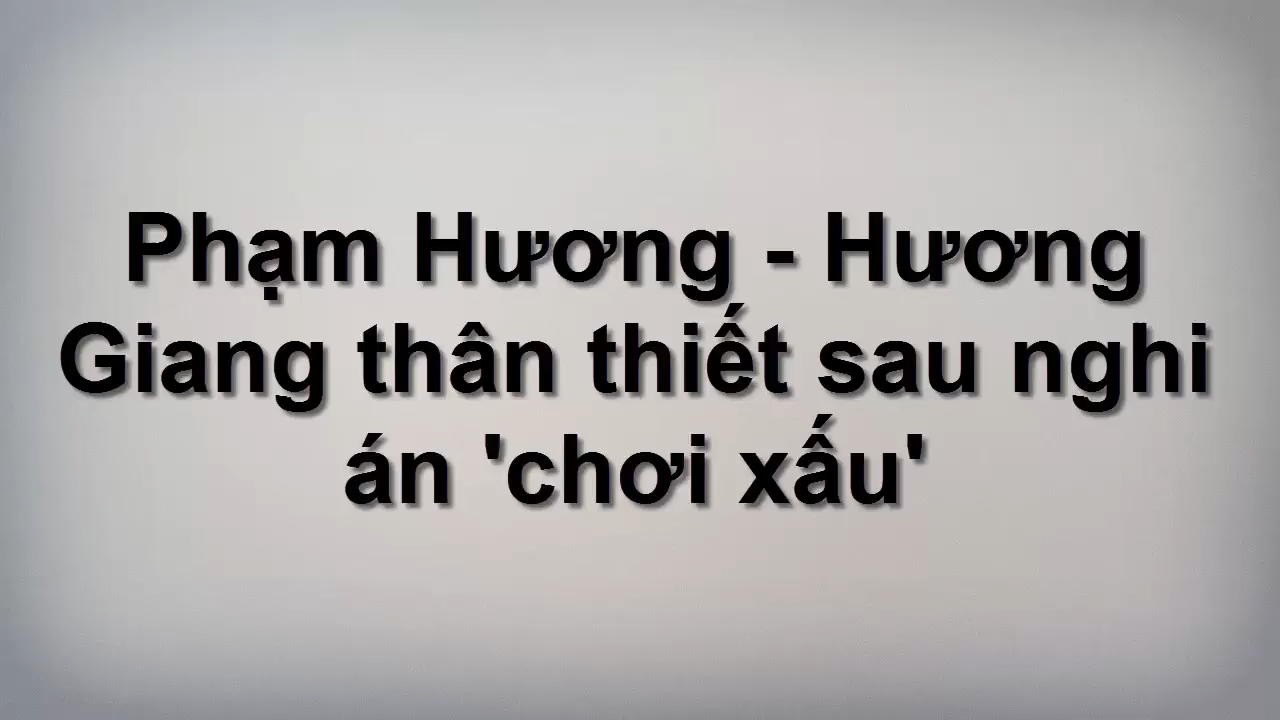 Phạm Hương - Hương
Giang thân thiết sau nghi
án 'chơi xấu'